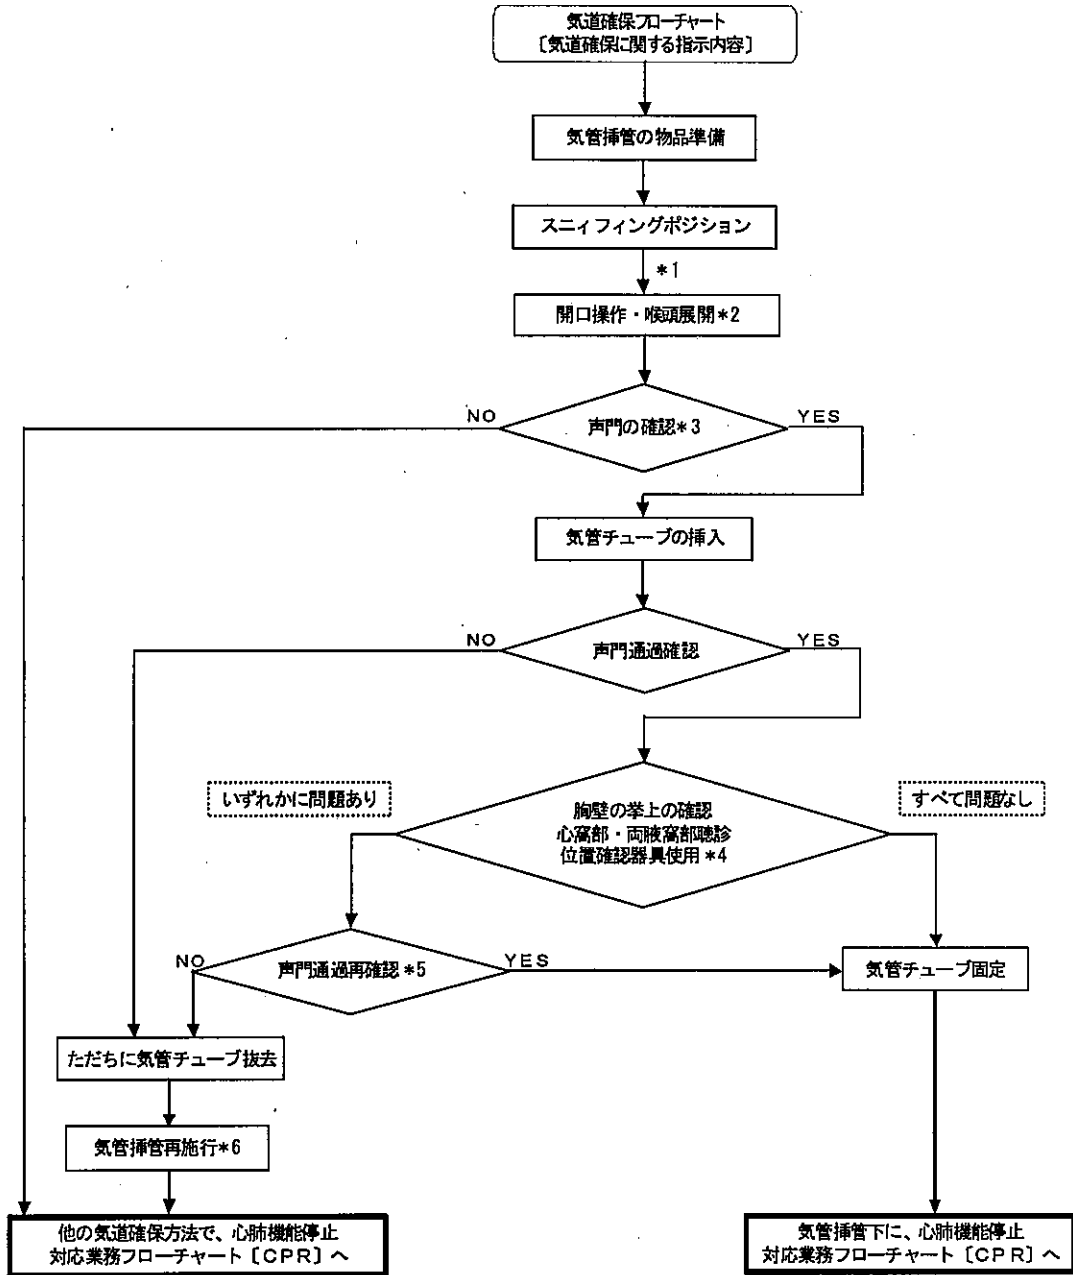 気道確保フローチャート
〔気道確保に関する指示内容〕
気管挿管の物品準備
スニィフィングポジション
*1
開口操作・喉頭展開*2
NO
声門の確認*3
YES
気管チューブの挿入
NO
声門通過確認
YES
いずれかに問題あり
すべて問題なし
胸壁の挙上の確認
心窩部・両腋窩部聴診
位置確認器具使用*4
NO
声門通過再確認*5
YES
気管チューブ固定
ただちに気管チューブ抜去
気管挿管再施行*6
他の気道確保方法で、心肺機能停止
対応業務フローチャート〔CPR〕へ
気管挿管下に、心肺機能停止
対応業務フローチャート〔CPR〕へ